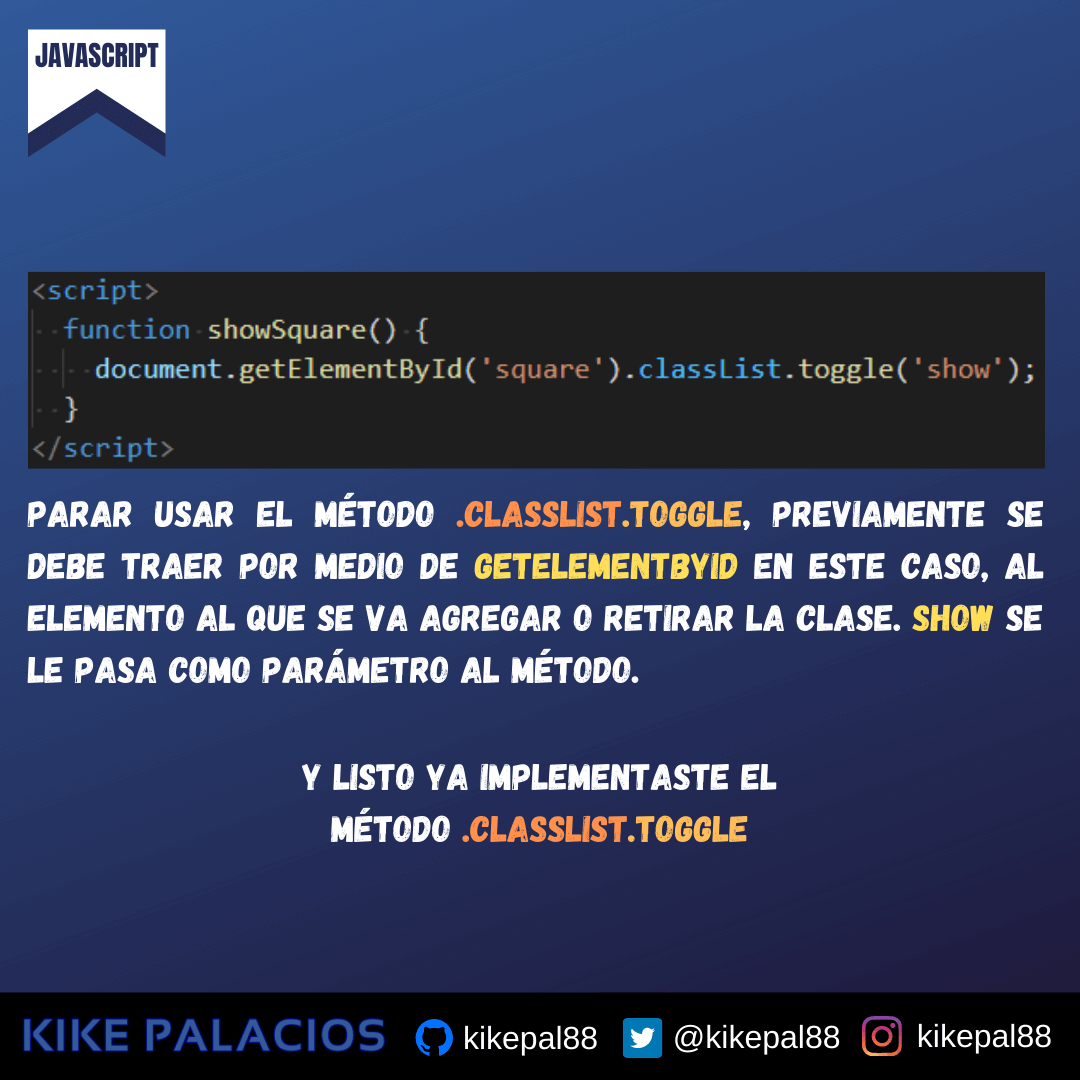 JAVASCRIPT
<script>
function showSquare() {
document.getElementById('square').classList.toggle('show');
}
</script>
PARAR USAR EL MÉTODO .CLASSLIST.TOGGLE, PREVIAMENTE SE
DEBE TRAER POR MEDIO DE GETELEMENTBYID EN ESTE CASO, AL
ELEMENTO AL QUE SE VA AGREGAR O RETIRAR LA CLASE. SHOW SE
LE PASA COMO PARÁMETRO AL MÉTODO.
Y LISTO YA IMPLEMENTASTE EL
MÉTODO .CLASSLIST.TOGGLE
KIKE PALACIOS kikepal88 @kikepal88 kikepal88